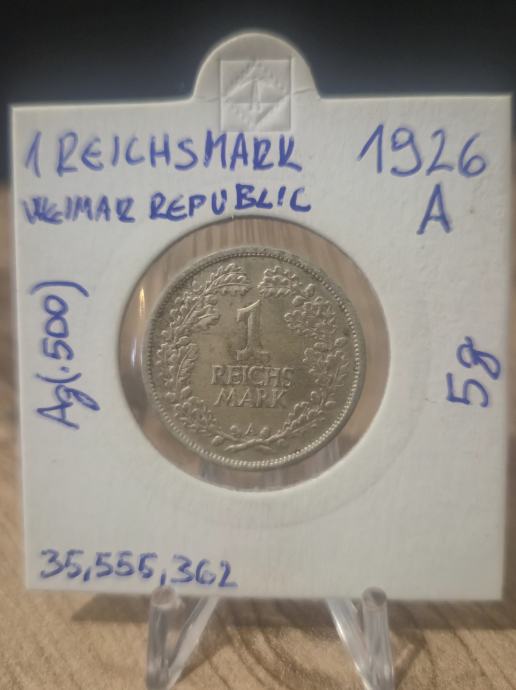 1 REICHSMARK
1926
WEIMAR REPUBLIC
A
Ag(.500)
1
REICHS
MARK
A
5g
35,555,362